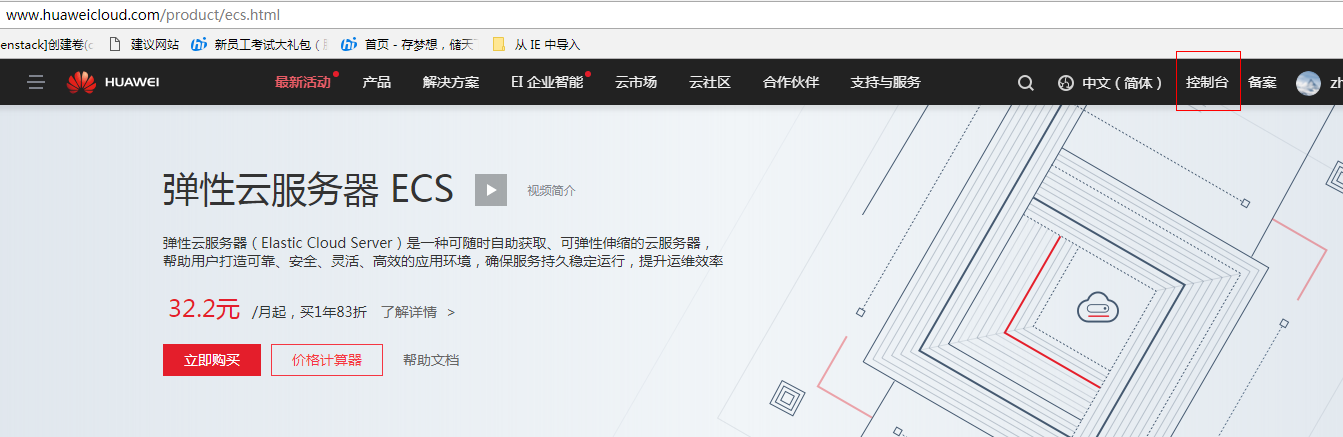 www.huaweicloud.com/product/ecs.html
enstack]创建卷(c 建议网站 新员工考试大礼包( 首页 - 存梦想，储天 从 IE 中导入
HUAWEI 最新活动 产品 解决方案 EI 企业智能 云市场 云社区 合作伙伴 支持与服务 中文（简体） 控制台 备案 zh
弹性云服务器 ECS 视频简介
弹性云服务器（Elastic Cloud Server）是一种可随时自助获取、可弹性伸缩的云服务器，
帮助用户打造可靠、安全、灵活、高效的应用环境，确保服务持久稳定运行，提升运维效率
32.2元 /月起，买1年83折 了解详情 >
立即购买 价格计算器 帮助文档